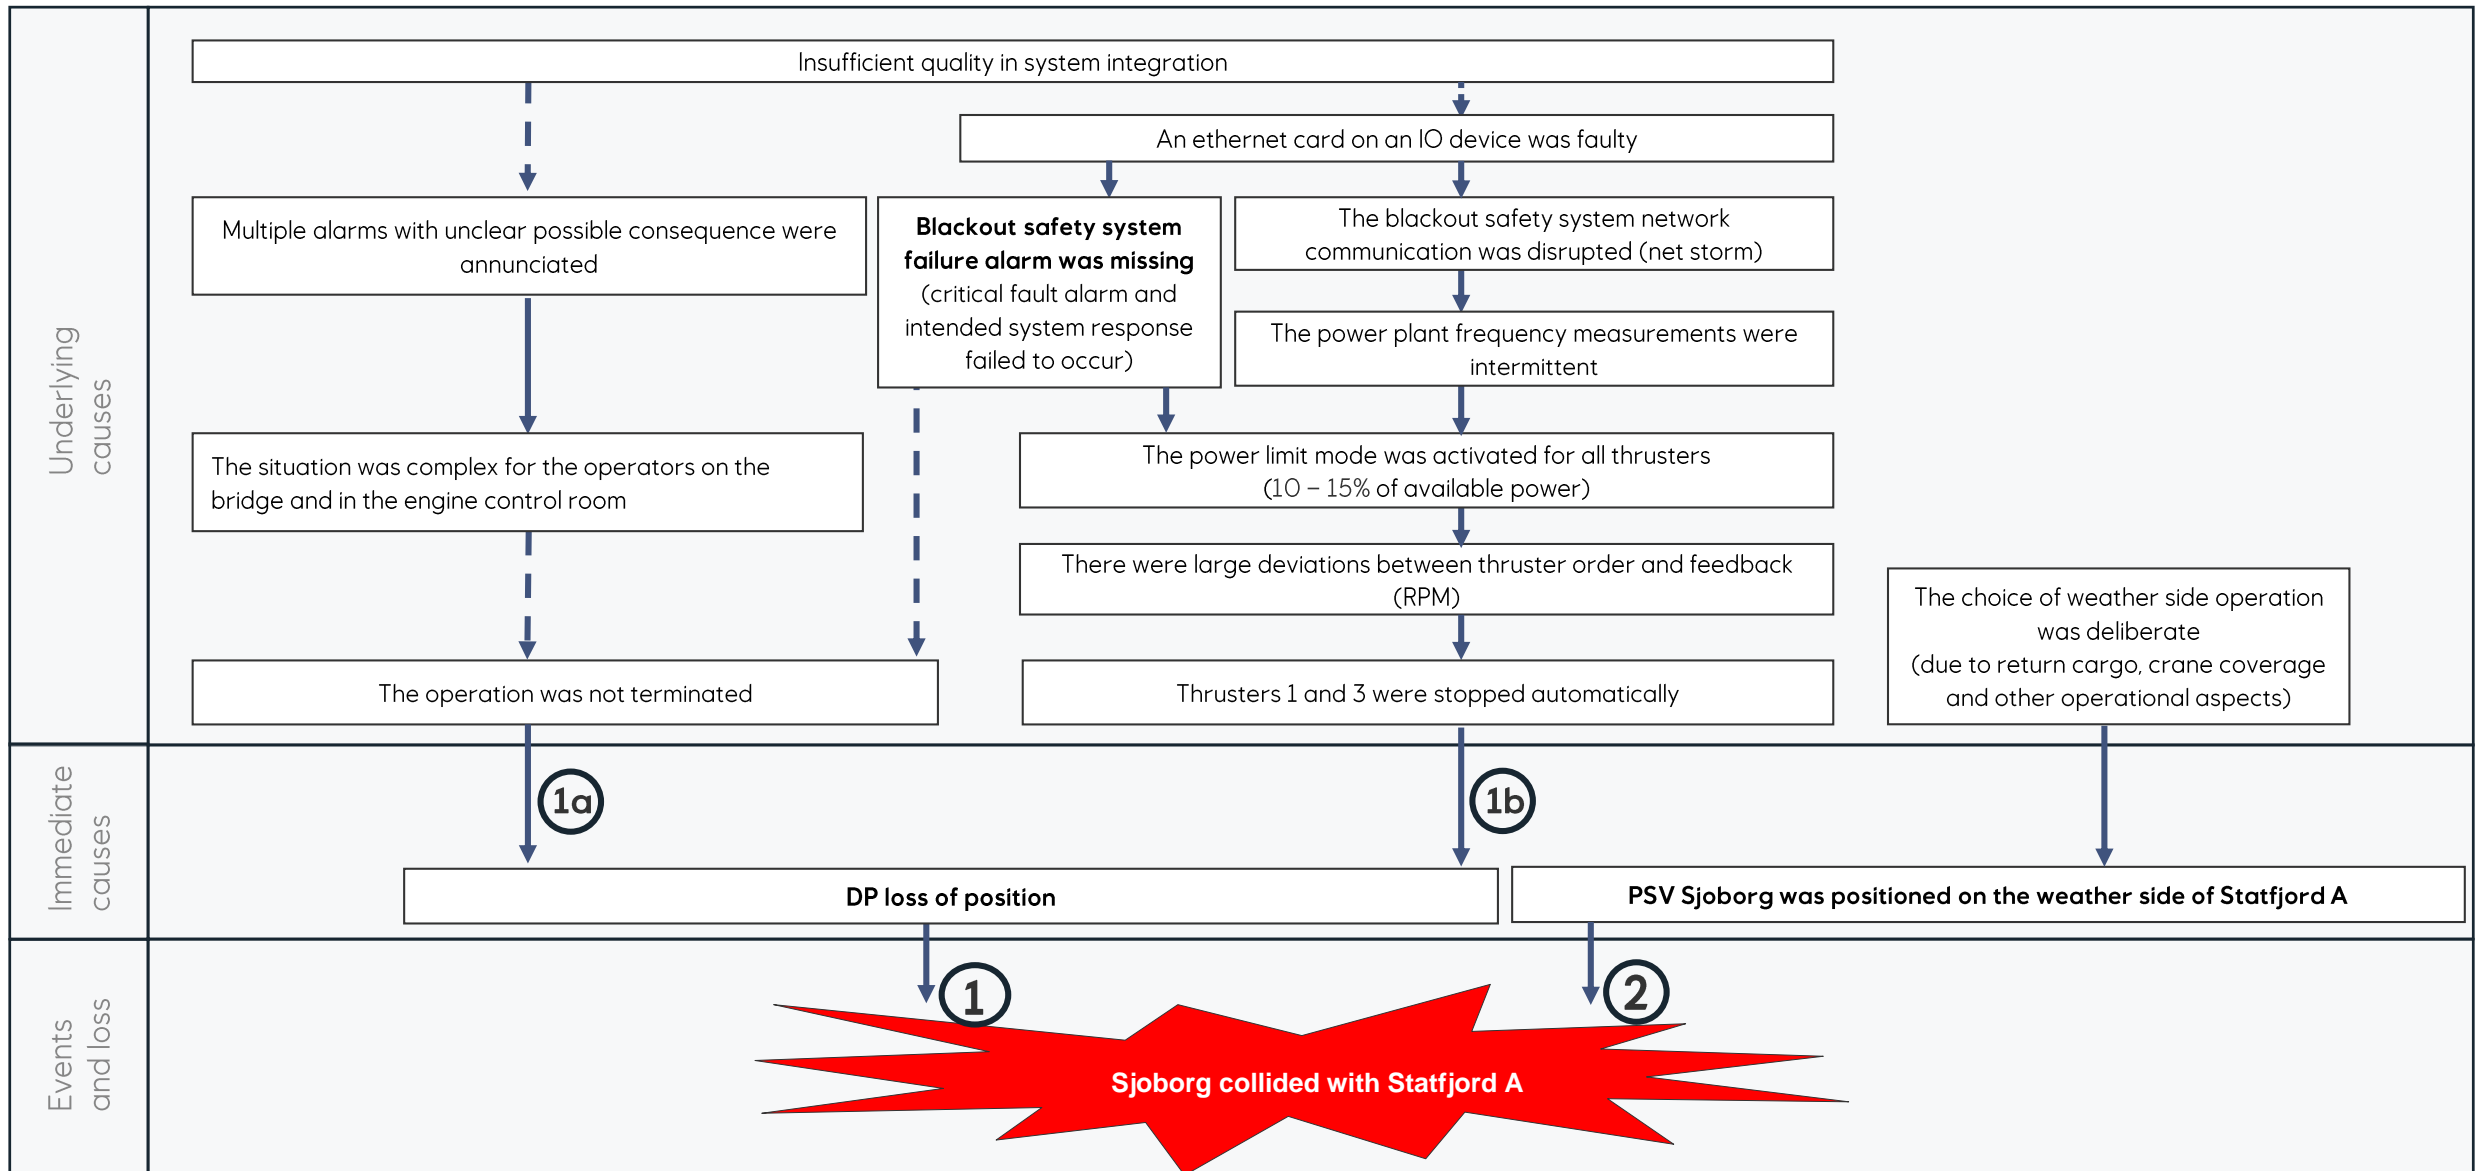 Insufficient quality in system integration
An ethernet card on an IO device was faulty
Multiple alarms with unclear possible consequence were
annunciated
Blackout safety system
failure alarm was missing
(critical fault alarm and
intended system response
failed to occur)
The blackout safety system network
communication was disrupted (net storm)
The power plant frequency measurements were
intermittent
Underlying
causes
The situation was complex for the operators on the
bridge and in the engine control room
The power limit mode was activated for all thrusters
(10 – 15% of available power)
There were large deviations between thruster order and feedback
(RPM)
The choice of weather side operation
was deliberate
(due to return cargo, crane coverage
and other operational aspects)
The operation was not terminated
Thrusters 1 and 3 were stopped automatically
Immediate
causes
1a
1b
DP loss of position
PSV Sjoborg was positioned on the weather side of Statfjord A
Events
and loss
1
2
Sjoborg collided with Statfjord A